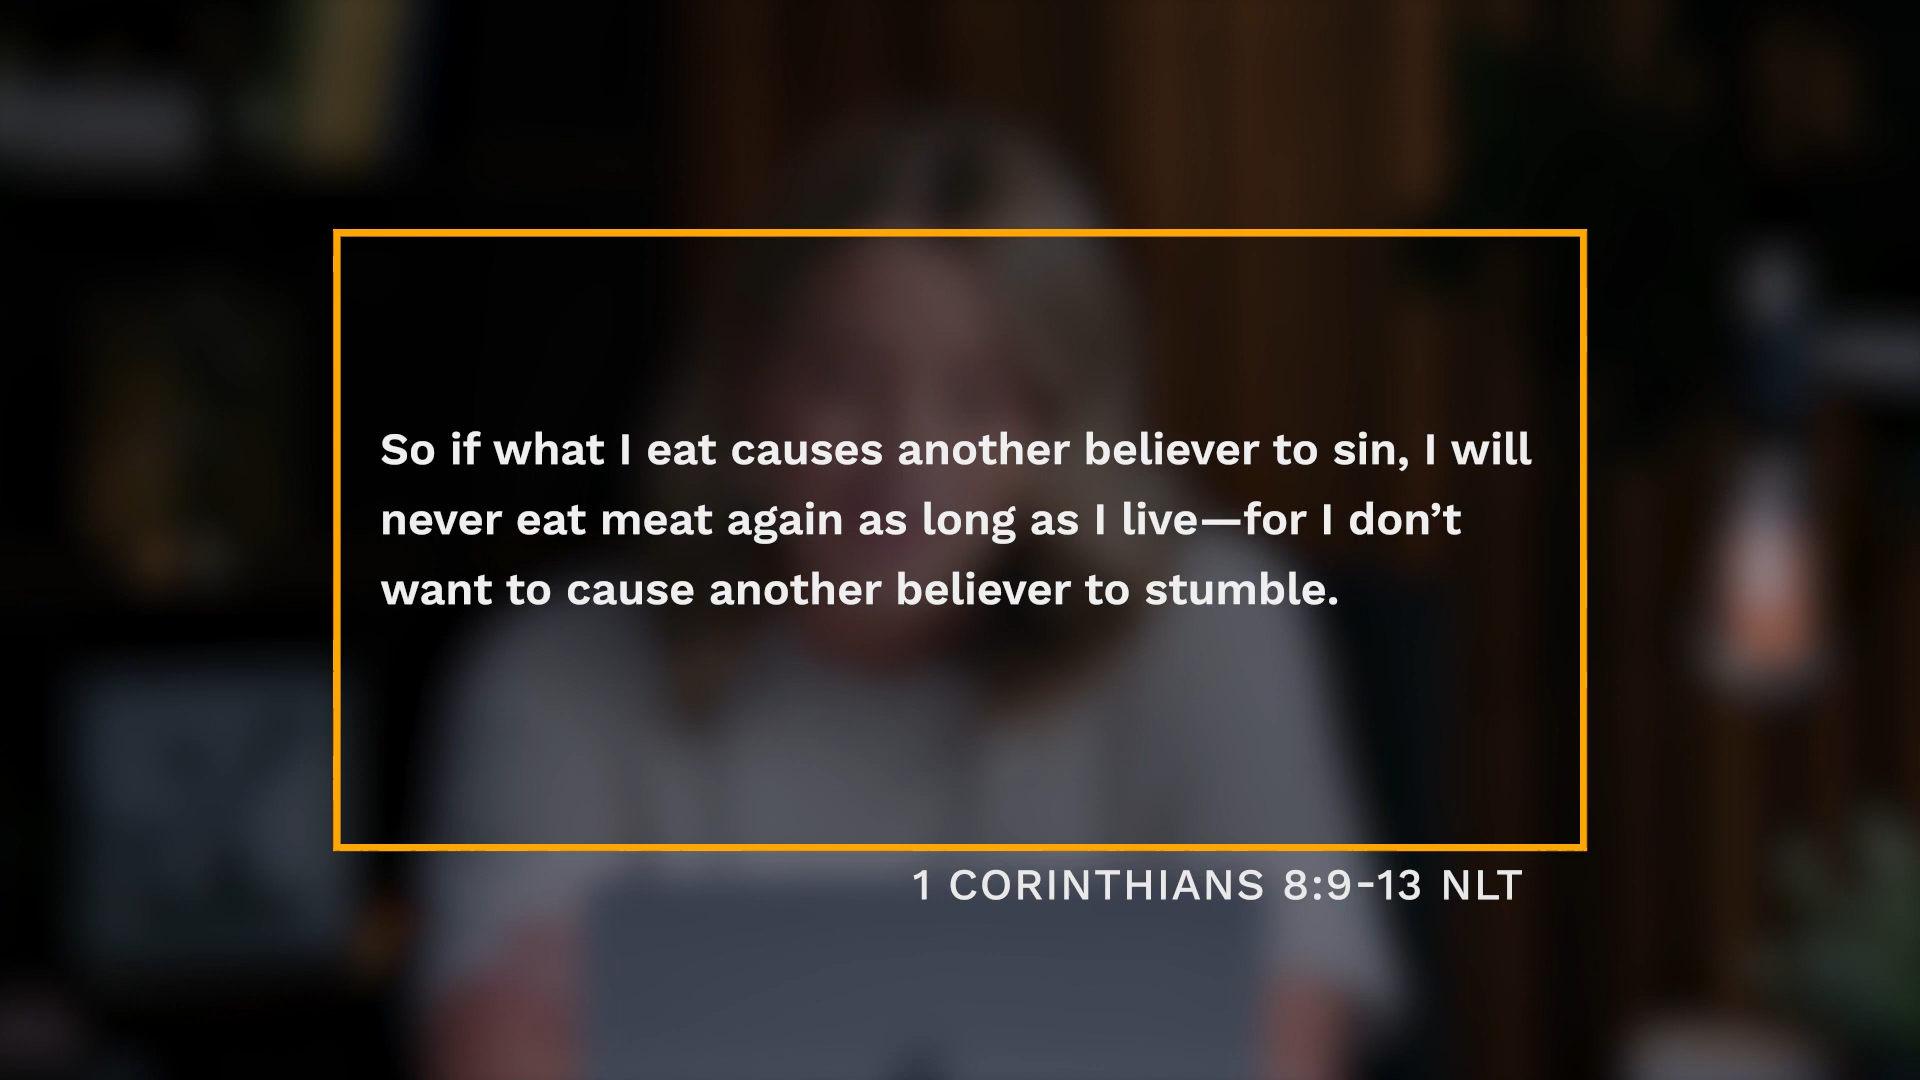 So if what I eat causes another believer to sin, I will
never eat meat again as long as I live—for I don’t
want to cause another believer to stumble.
1 CORINTHIANS 8:9-13 NLT